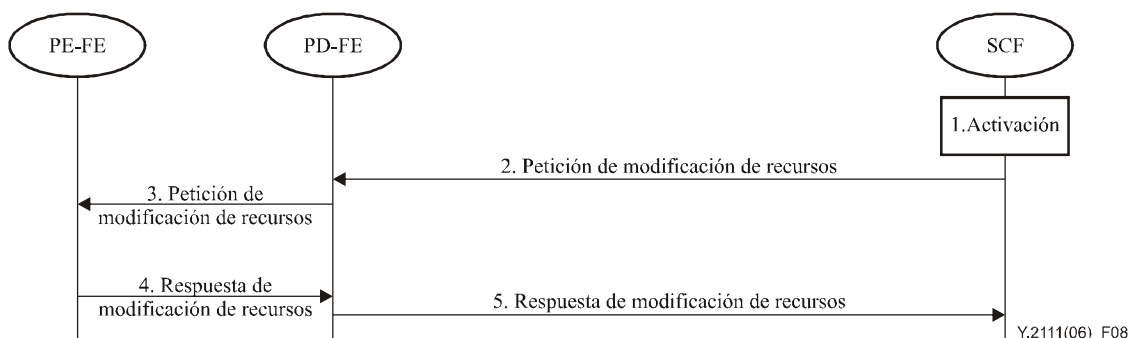 PE-FE
PD-FE
SCF
1.Activación
2. Petición de modificación de recursos
3. Petición de
modificación de recursos
4. Respuesta de
modificación de recursos
5. Respuesta de modificación de recursos
Y.2111(06)_F08